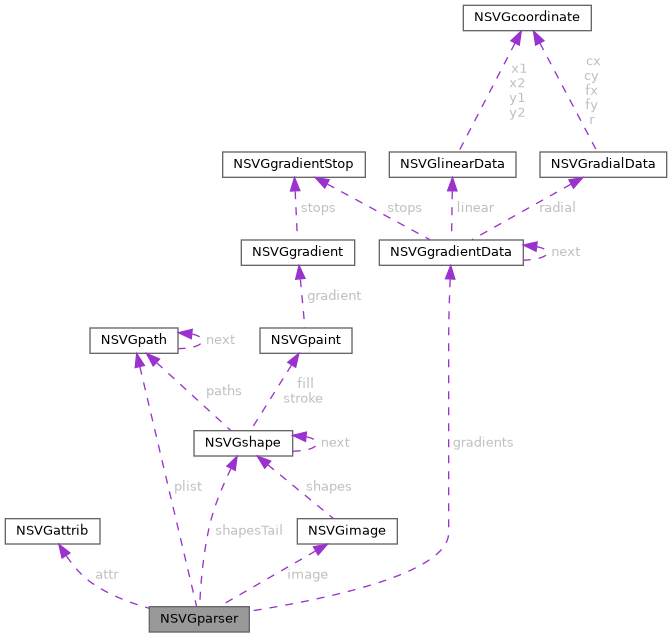 NSVGcoordinate
x1
x2
y1
y2
cx
cy
fx
fy
r
NSVGgradientStop
NSVGlinearData
NSVGradialData
stops
stops
linear
radial
NSVGgradient
NSVGgradientData
next
gradient
NSVGpath
next
NSVGpaint
paths
fill
stroke
NSVGshape
next
gradients
plist
shapes
NSVGattrib
shapesTail
NSVGimage
attr
image
NSVGparser